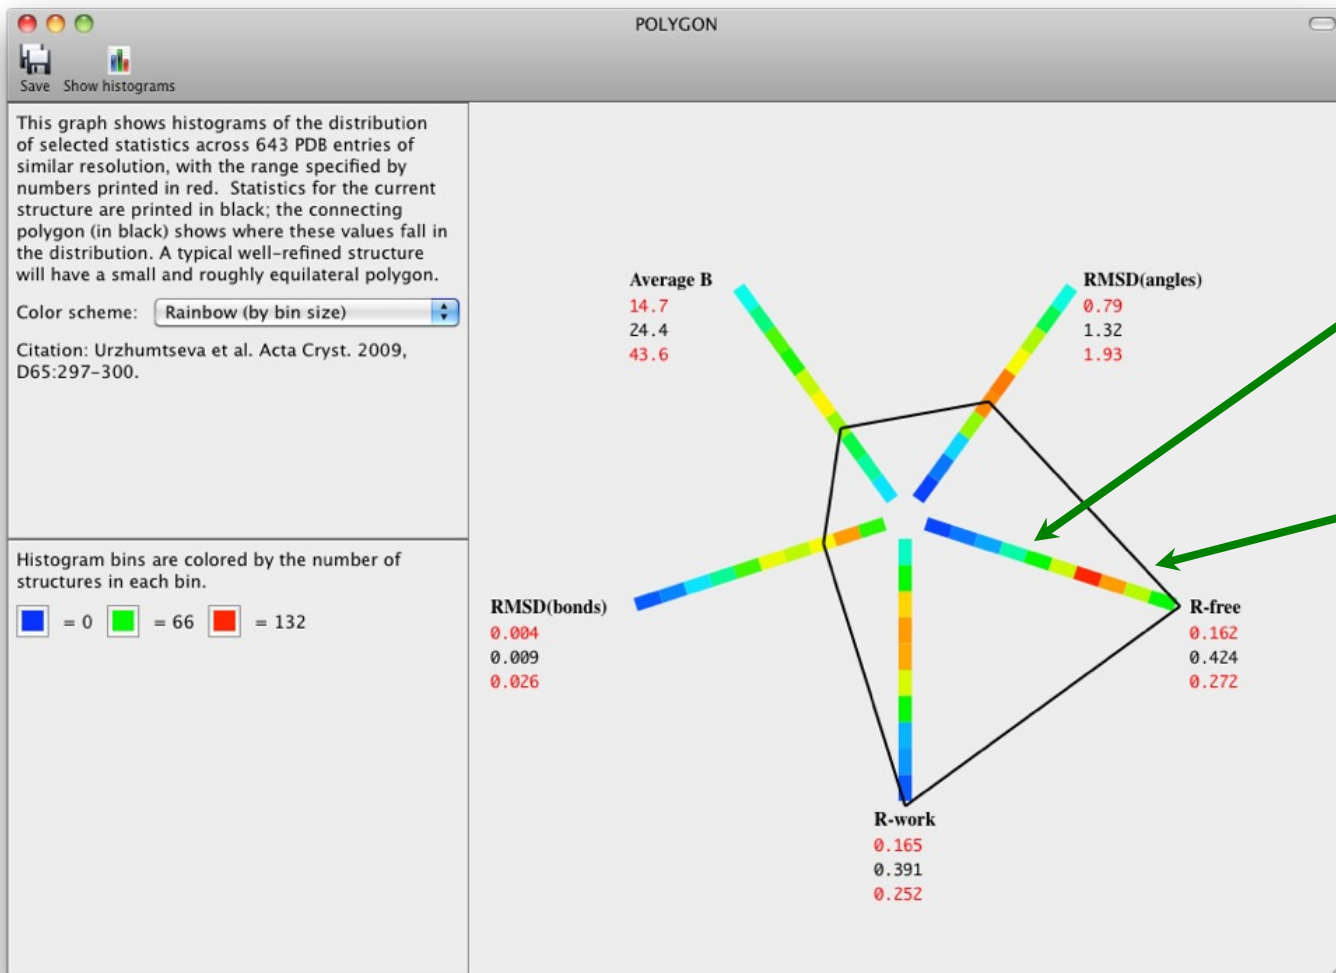 POLYGON
Save Show histograms
This graph shows histograms of the distribution
of selected statistics across 643 PDB entries of
similar resolution, with the range specified by
numbers printed in red. Statistics for the current
structure are printed in black; the connecting
polygon (in black) shows where these values fall in
the distribution. A typical well-refined structure
will have a small and roughly equilateral polygon.
Color scheme: Rainbow (by bin size)
Citation: Urzhumtseva et al. Acta Cryst. 2009,
D65:297-300.
Histogram bins are colored by the number of
structures in each bin.
= 0 = 66 = 132
Average B
14.7
24.4
43.6
RMSD(angles)
0.79
1.32
1.93
RMSD(bonds)
0.004
0.009
0.026
R-free
0.162
0.424
0.272
R-work
0.165
0.391
0.252